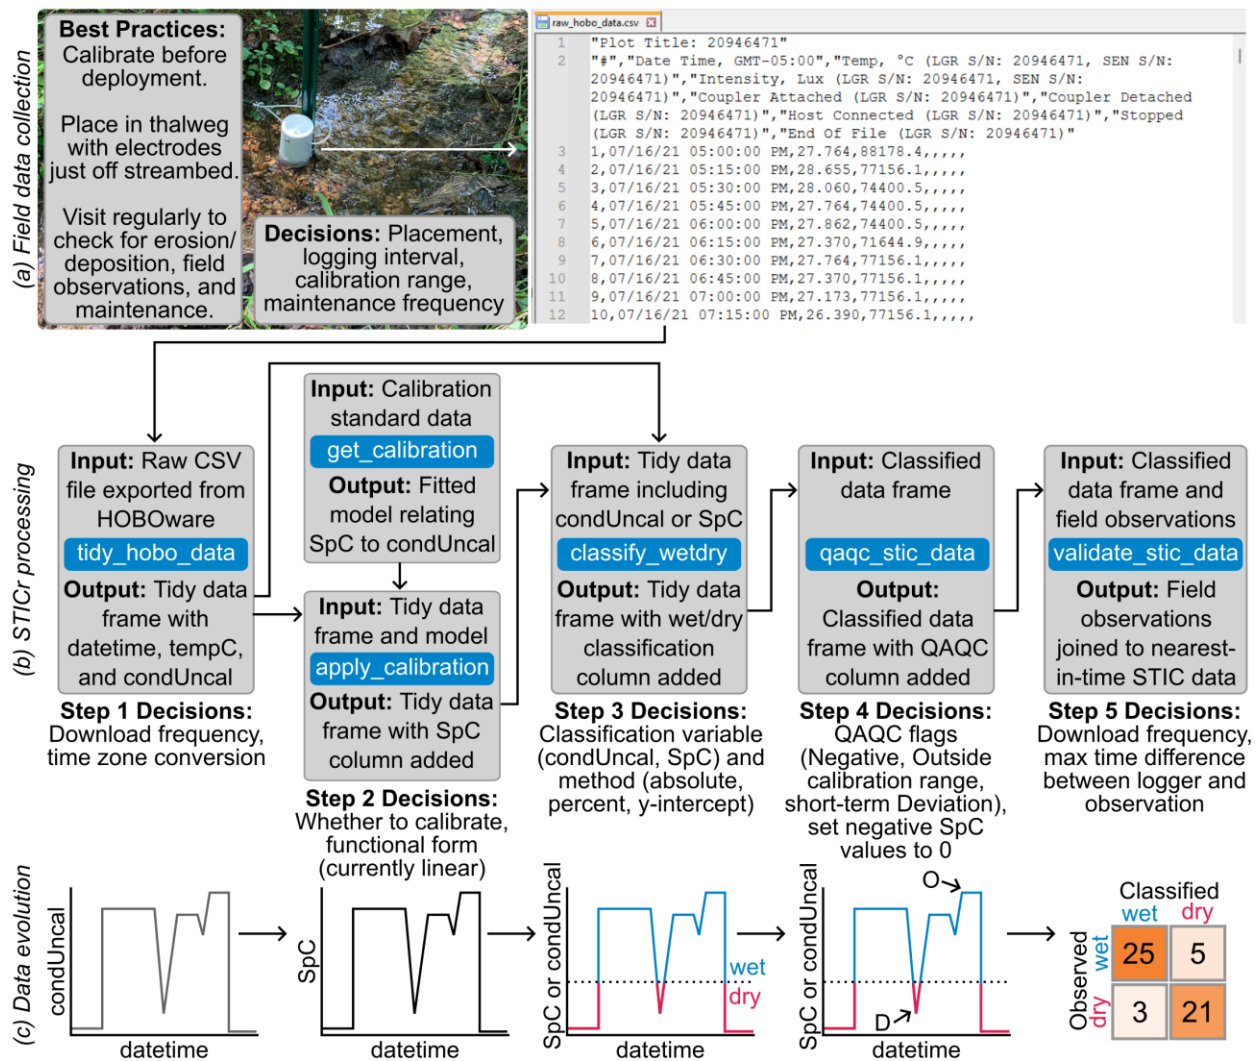 (a) Field data collection
Best Practices:
Calibrate before
deployment.
Place in thalweg
with electrodes
just off streambed.
Visit regularly to
check for erosion/
deposition, field
observations, and
maintenance.
Decisions: Placement,
logging interval,
calibration range,
maintenance frequency
raw_hobo_data.csv
1 "Plot Title: 20946471"
2 "#","Date Time, GMT-05:00","Temp, °C (LGR S/N: 20946471, SEN S/N:
20946471)","Intensity, Lux (LGR S/N: 20946471, SEN S/N:
20946471)","Coupler Attached (LGR S/N: 20946471)","Coupler Detached
(LGR S/N: 20946471)","Host Connected (LGR S/N: 20946471)","Stopped
(LGR S/N: 20946471)","End Of File (LGR S/N: 20946471)"
3 1,07/16/21 05:00:00 PM,27.764,88178.4,,,,,
4 2,07/16/21 05:15:00 PM,28.655,77156.1,,,,,
5 3,07/16/21 05:30:00 PM,28.060,74400.5,,,,,
6 4,07/16/21 05:45:00 PM,27.764,74400.5,,,,,
7 5,07/16/21 06:00:00 PM,27.862,74400.5,,,,,
8 6,07/16/21 06:15:00 PM,27.370,71644.9,,,,,
9 7,07/16/21 06:30:00 PM,27.764,77156.1,,,,,
10 8,07/16/21 06:45:00 PM,27.370,77156.1,,,,,
11 9,07/16/21 07:00:00 PM,27.173,77156.1,,,,,
12 10,07/16/21 07:15:00 PM,26.390,77156.1,,,,,
(b) STICr processing
Input: Raw CSV
file exported from
HOBOware
tidy_hobo_data
Output: Tidy data
frame with
datetime, tempC,
and condUncal
Step 1 Decisions:
Download frequency,
time zone conversion
Input: Calibration
standard data
get_calibration
Output: Fitted
model relating
SpC to condUncal
Input: Tidy data
frame and model
apply_calibration
Output: Tidy data
frame with SpC
column added
Step 2 Decisions:
Whether to calibrate,
functional form
(currently linear)
Input: Tidy data
frame including
condUncal or SpC
classify_wetdry
Output: Tidy data
frame with wet/dry
classification
column added
Step 3 Decisions:
Classification variable
(condUncal, SpC) and
method (absolute,
percent, y-intercept)
Input: Classified
data frame
qaqc_stic_data
Output:
Classified data
frame with QAQC
column added
Step 4 Decisions:
QAQC flags
(Negative, Outside
calibration range,
short-term Deviation),
set negative SpC
values to 0
Input: Classified
data frame and
field observations
validate_stic_data
Output: Field
observations
joined to nearest-
in-time STIC data
Step 5 Decisions:
Download frequency,
max time difference
between logger and
observation
(c) Data evolution
condUncal
datetime
SpC
datetime
SpC or condUncal
wet
dry
datetime
SpC or condUncal
O
D
datetime
Classified
wet dry
Observed
wet
dry
25 5
3 21